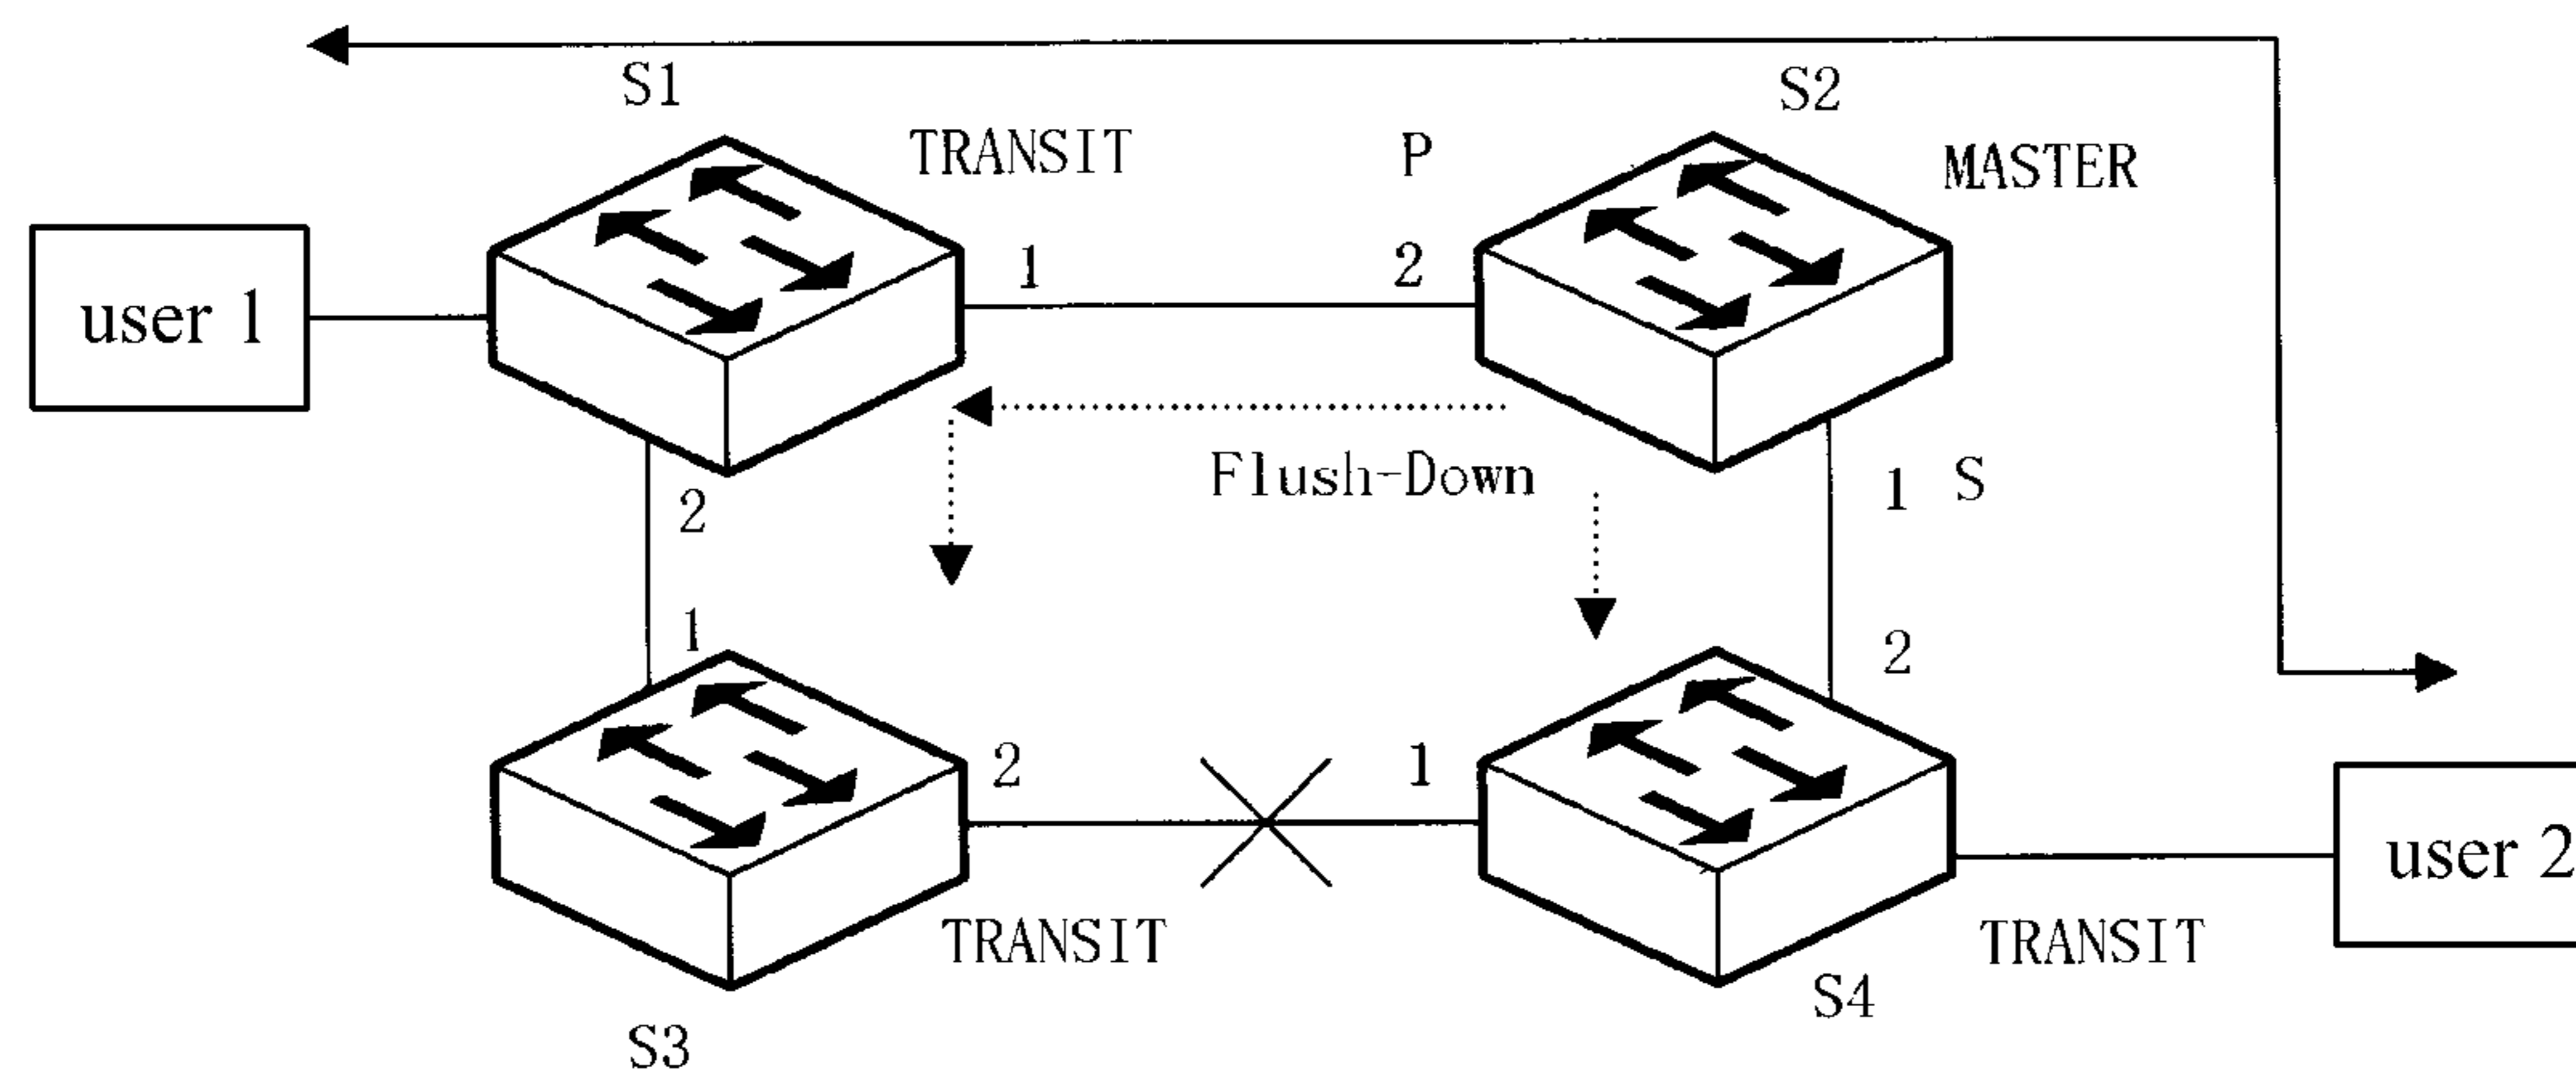 S1
S2
TRANSIT
P
MASTER
user 1
1
2
Flush-Down
2
1 S
1
2
2
1
user 2
TRANSIT
TRANSIT
S4
S3